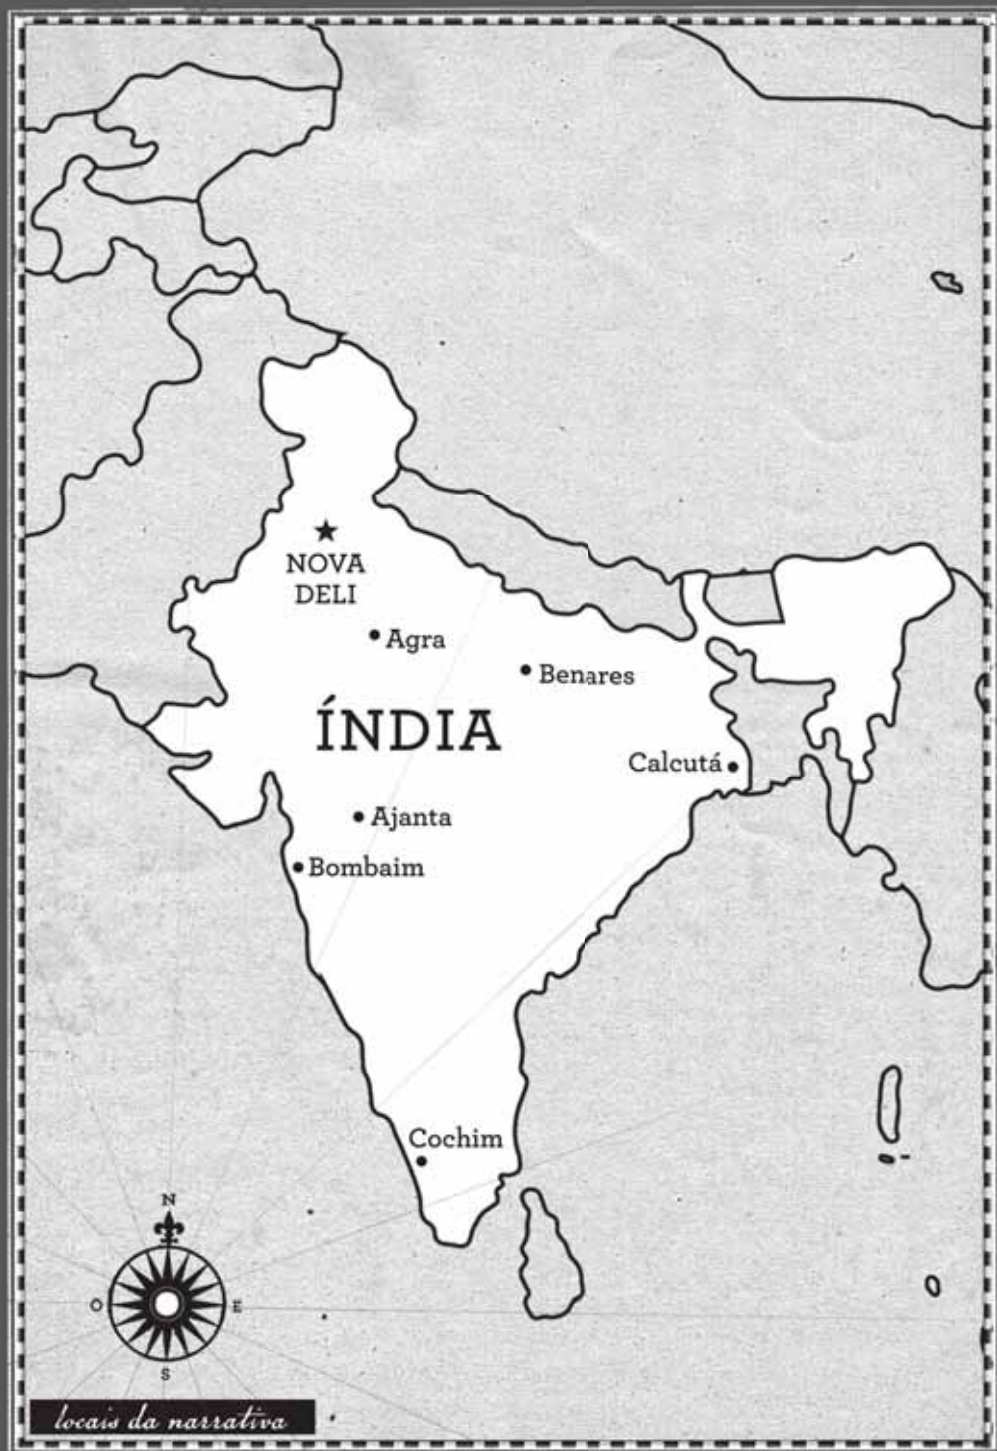 NOVA
DELI
Agra
Benares
ÍNDIA
Calcutá
Ajanta
Bombaim
Cochim
N
O
E
S
locais da narrativa